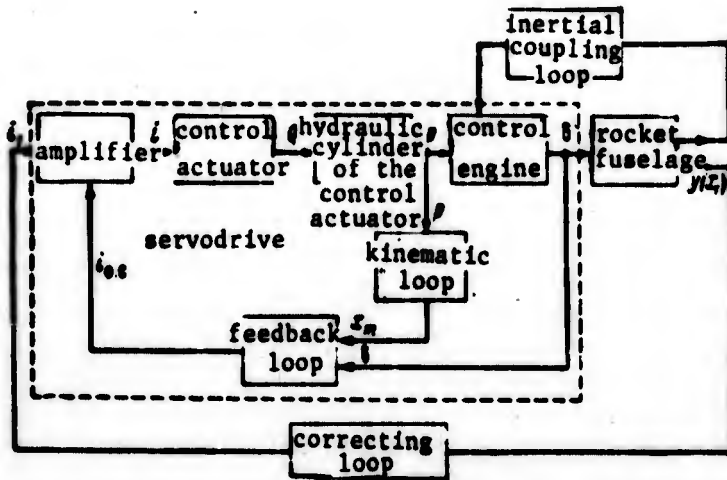 inertial
coupling
loop
amplifier
i
control
actuator
hydraulic
cylinder
of the
control
actuator
p
control
engine
δ
rocket
fuselage
servodrive
p
kinematic
loop
feedback
loop
correcting
loop